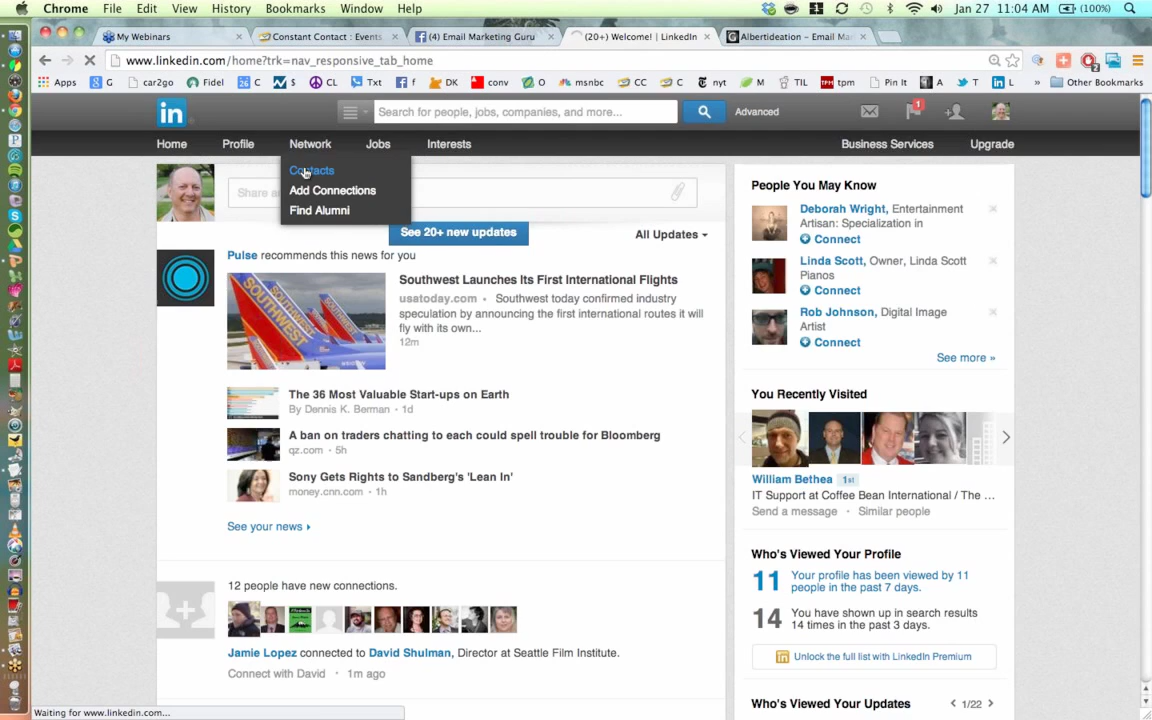 Chrome File Edit View History Bookmarks Window Help Jan 27 11:04 AM (100%)
My Webinars × Constant Contact : Events × (4) Email Marketing Guru × (20+) Welcome! | LinkedIn × Albertideation – Email Ma ×
www.linkedin.com/home?trk=nav_responsive_tab_home
Apps G car2go Fidel C S CL Txt f DK conv O msnbc CC C nyt M TIL tpm Pin It A T L » Other Bookmarks
in Search for people, jobs, companies, and more... Advanced 1
Home Profile Network Jobs Interests Business Services Upgrade
Contacts
Add Connections
Find Alumni
See 20+ new updates
All Updates
Pulse recommends this news for you
Southwest Launches Its First International Flights
usatoday.com • Southwest today confirmed industry
speculation by announcing the first international routes it will
fly with its own...
12m
The 36 Most Valuable Start-ups on Earth
By Dennis K. Berman • 1d
A ban on traders chatting to each could spell trouble for Bloomberg
qz.com • 5h
Sony Gets Rights to Sandberg's 'Lean In'
money.cnn.com • 1h
See your news
12 people have new connections.
Jamie Lopez connected to David Shulman, Director at Seattle Film Institute.
Connect with David • 1m ago
People You May Know
Deborah Wright, Entertainment
Artisan: Specialization in
Connect
Linda Scott, Owner, Linda Scott
Pianos
Connect
Rob Johnson, Digital Image
Artist
Connect
See more »
You Recently Visited
William Bethea 1st
IT Support at Coffee Bean International / The ...
Send a message • Similar people
Who's Viewed Your Profile
11 Your profile has been viewed by 11
people in the past 7 days.
14 You have shown up in search results
14 times in the past 3 days.
Unlock the full list with LinkedIn Premium
Who's Viewed Your Updates < 1/22 >
Waiting for www.linkedin.com...